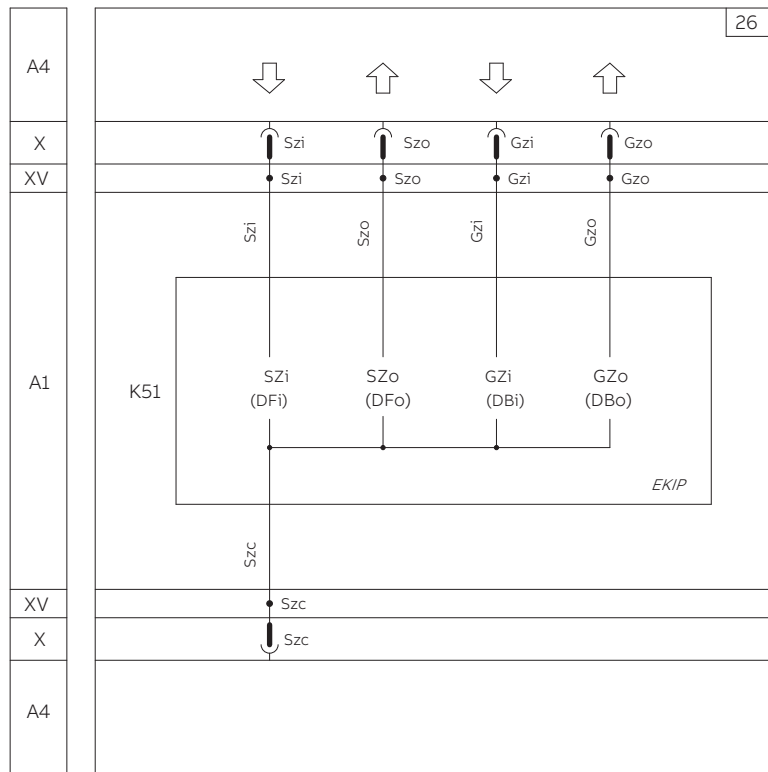 26
A4
X
Szi Szo Gzi Gzo
XV
Szi Szo Gzi Gzo
Szi Szo Gzi Gzo
A1
K51
SZi SZo GZi GZo
(DFi) (DFo) (DBi) (DBo)
EKIP
Szc
XV
Szc
X
Szc
A4